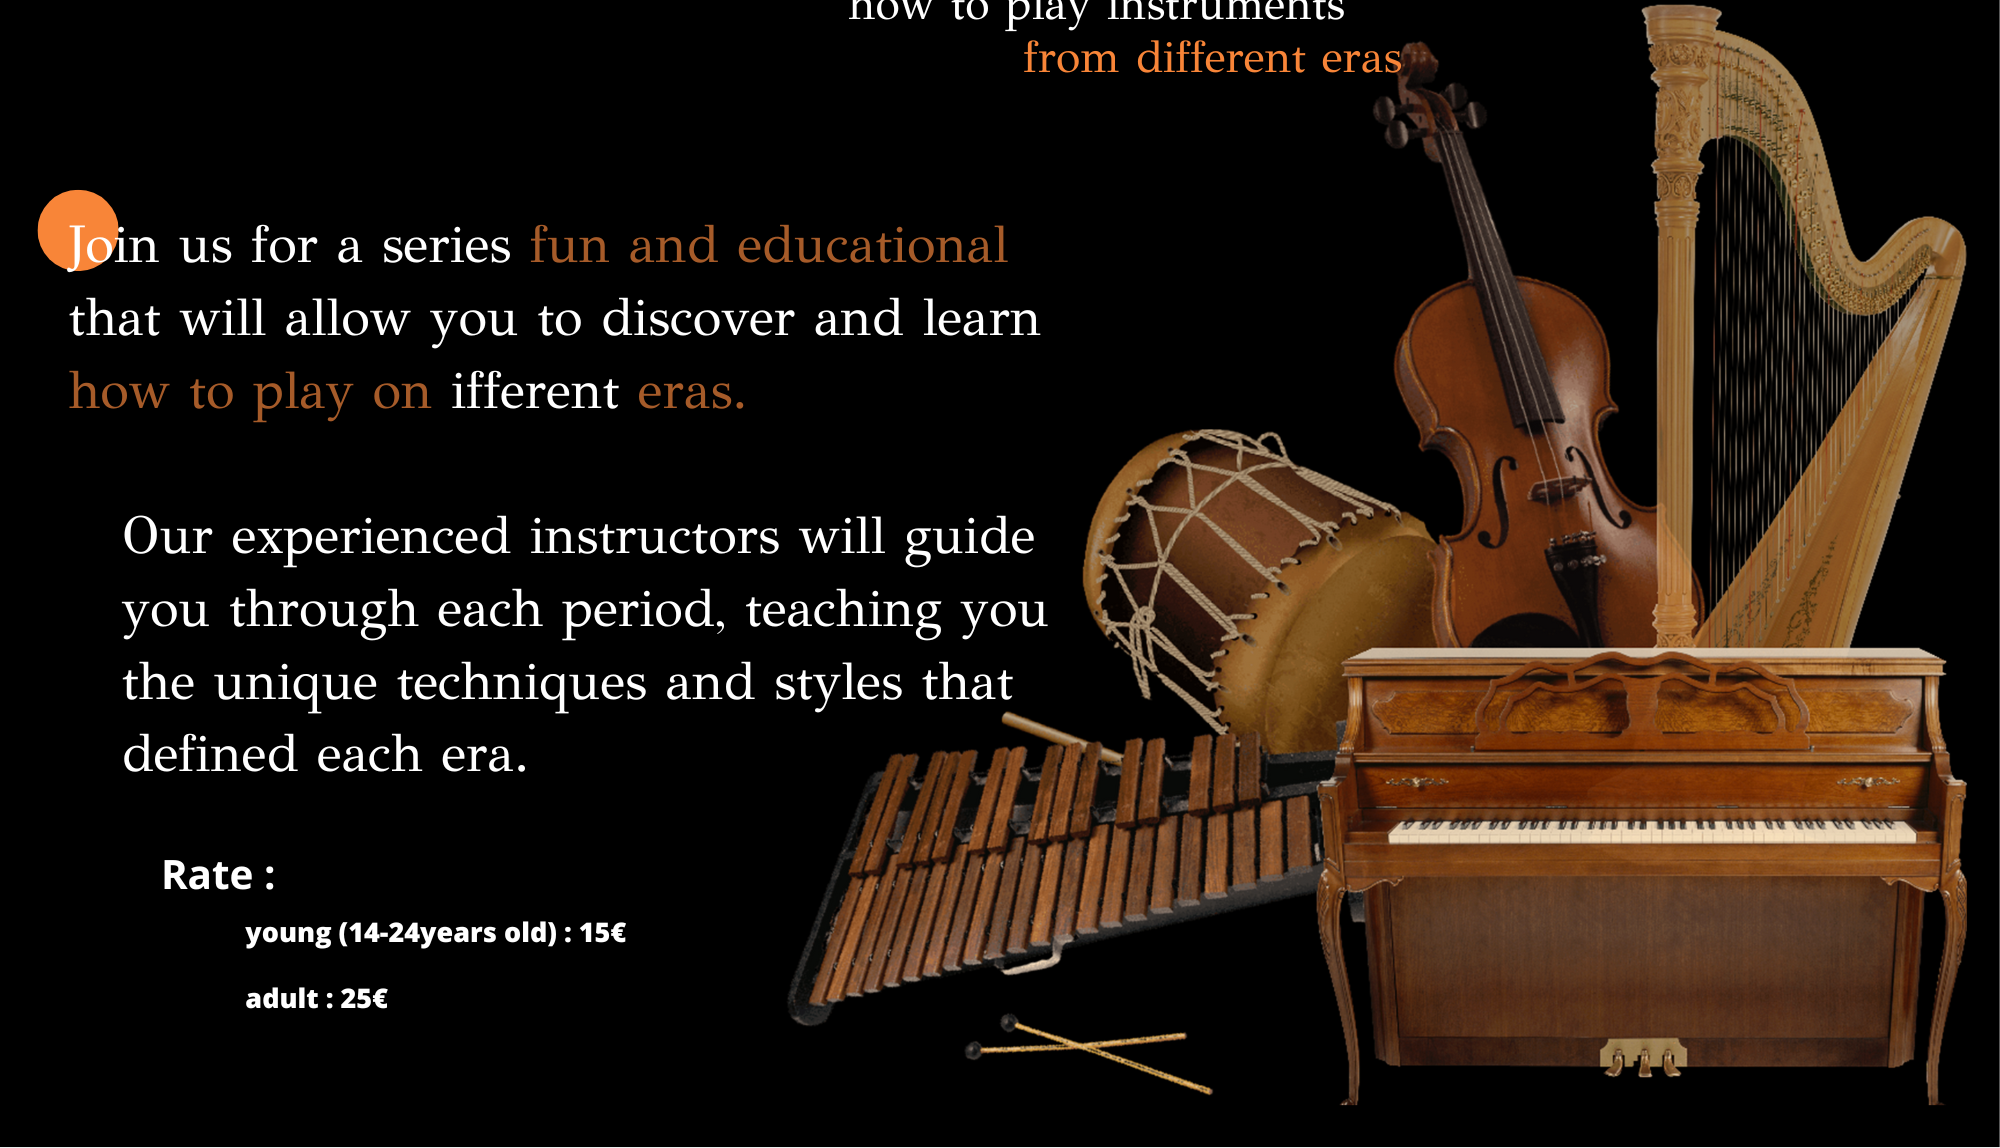 how to play instruments
from different eras
Join us for a series fun and educational
that will allow you to discover and learn
how to play on ifferent eras.
Our experienced instructors will guide
you through each period, teaching you
the unique techniques and styles that
defined each era.
Rate :
young (14-24years old) : 15€
adult : 25€